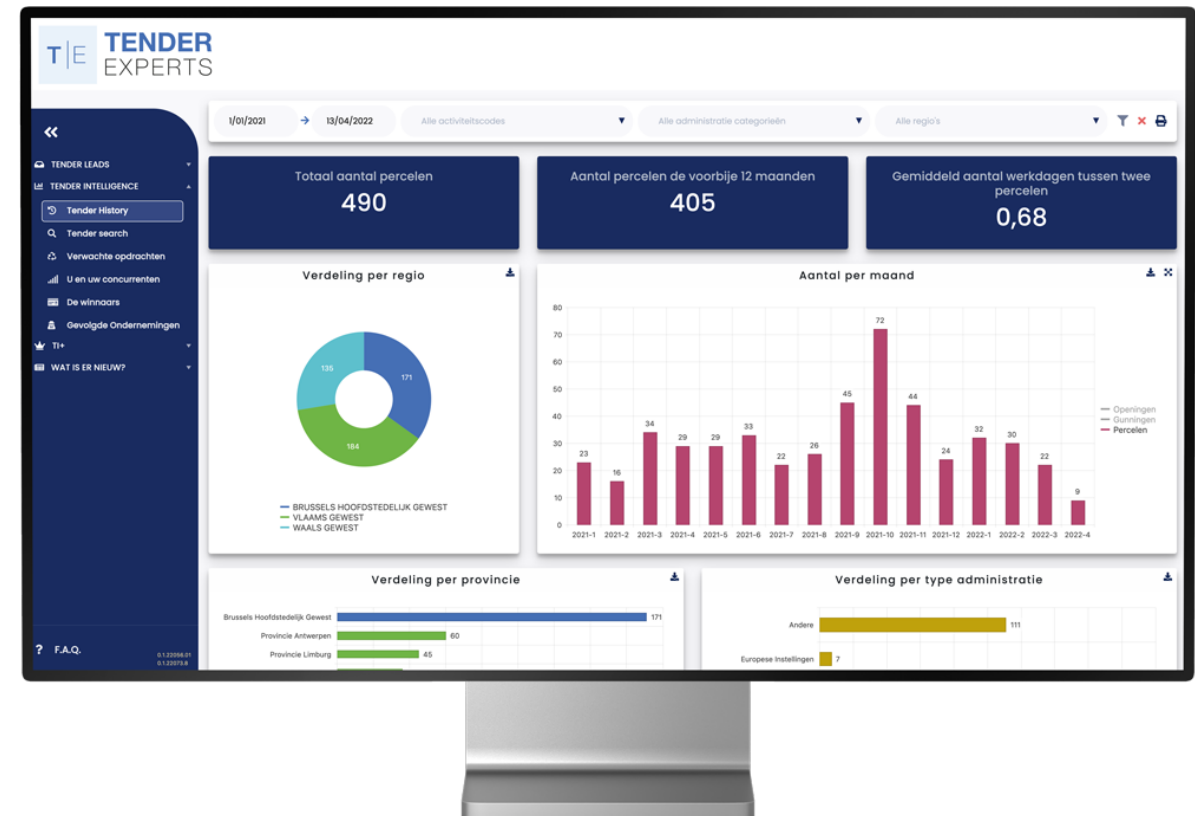 T|E
TENDER
EXPERTS
1/01/2021 → 13/04/2022 Alle activiteitscodes Alle administratie categorieën Alle regio's
TENDER LEADS
TENDER INTELLIGENCE
Tender History
Tender search
Verwachte opdrachten
U en uw concurrenten
De winnaars
Gevolgde Ondernemingen
TI+
WAT IS ER NIEUW?
? F.A.Q.
0.1.22056.01
0.1.22073.8
Totaal aantal percelen
490
Aantal percelen de voorbije 12 maanden
405
Gemiddeld aantal werkdagen tussen twee
percelen
0,68
Verdeling per regio
135
171
184
BRUSSELS HOOFDSTEDELIJK GEWEST
VLAAMS GEWEST
WAALS GEWEST
Aantal per maand
80
70
60
50
40
30
20
10
0
23 16 34 29 29 33 22 26 45 72 44 24 32 30 22 9
2021-1 2021-2 2021-3 2021-4 2021-5 2021-6 2021-7 2021-8 2021-9 2021-10 2021-11 2021-12 2022-1 2022-2 2022-3 2022-4
Openingen
Gunningen
Percelen
Verdeling per provincie
Brussels Hoofdstedelijk Gewest 171
Provincie Antwerpen 60
Provincie Limburg 45
Verdeling per type administratie
Andere 111
Europese Instellingen 7